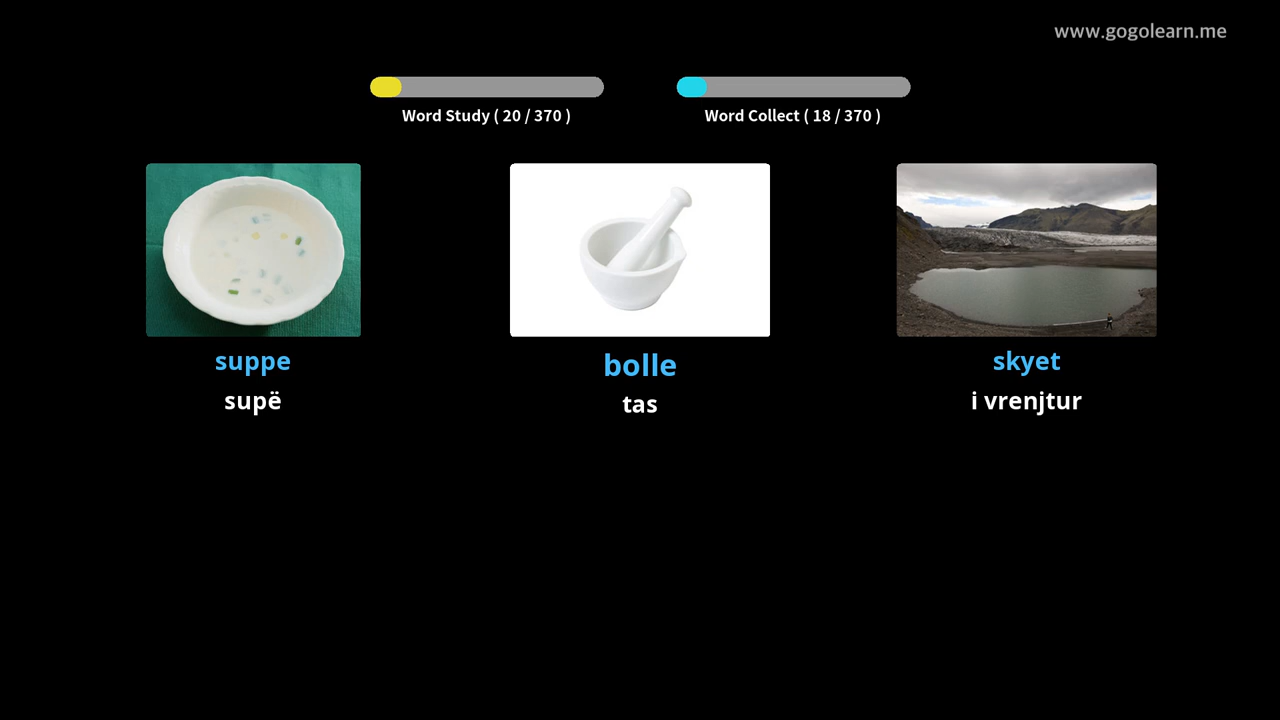 www.gogolearn.me
Word Study ( 20 / 370 )
Word Collect ( 18 / 370 )
suppe
supë
bolle
tas
skyet
i vrenjtur